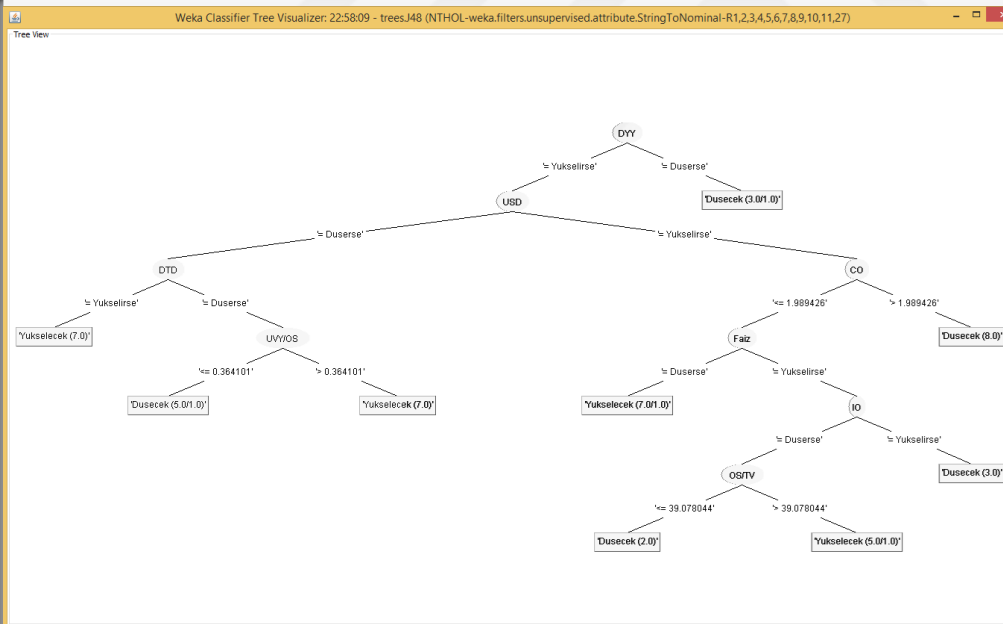 Weka Classifier Tree Visualizer: 22:58:09 - trees.J48 (NTHOL-weka.filters.unsupervised.attribute.StringToNominal-R1,2,3,4,5,6,7,8,9,10,11,27)
Tree View
DYY
'= Yukselirse' '= Duserse'
USD 'Dusecek (3.0/1.0)'
'= Duserse' '= Yukselirse'
DTD CO
'= Yukselirse' '= Duserse' '<= 1.989426' '> 1.989426'
'Yukselecek (7.0)' UVY/OS Faiz 'Dusecek (8.0)'
'<= 0.364101' '> 0.364101' '= Duserse' '= Yukselirse'
'Dusecek (5.0/1.0)' 'Yukselecek (7.0)' 'Yukselecek (7.0/1.0)' IO
'= Duserse' '= Yukselirse'
OS/TV 'Dusecek (3.0)'
'<= 39.078044' '> 39.078044'
'Dusecek (2.0)' 'Yukselecek (5.0/1.0)'